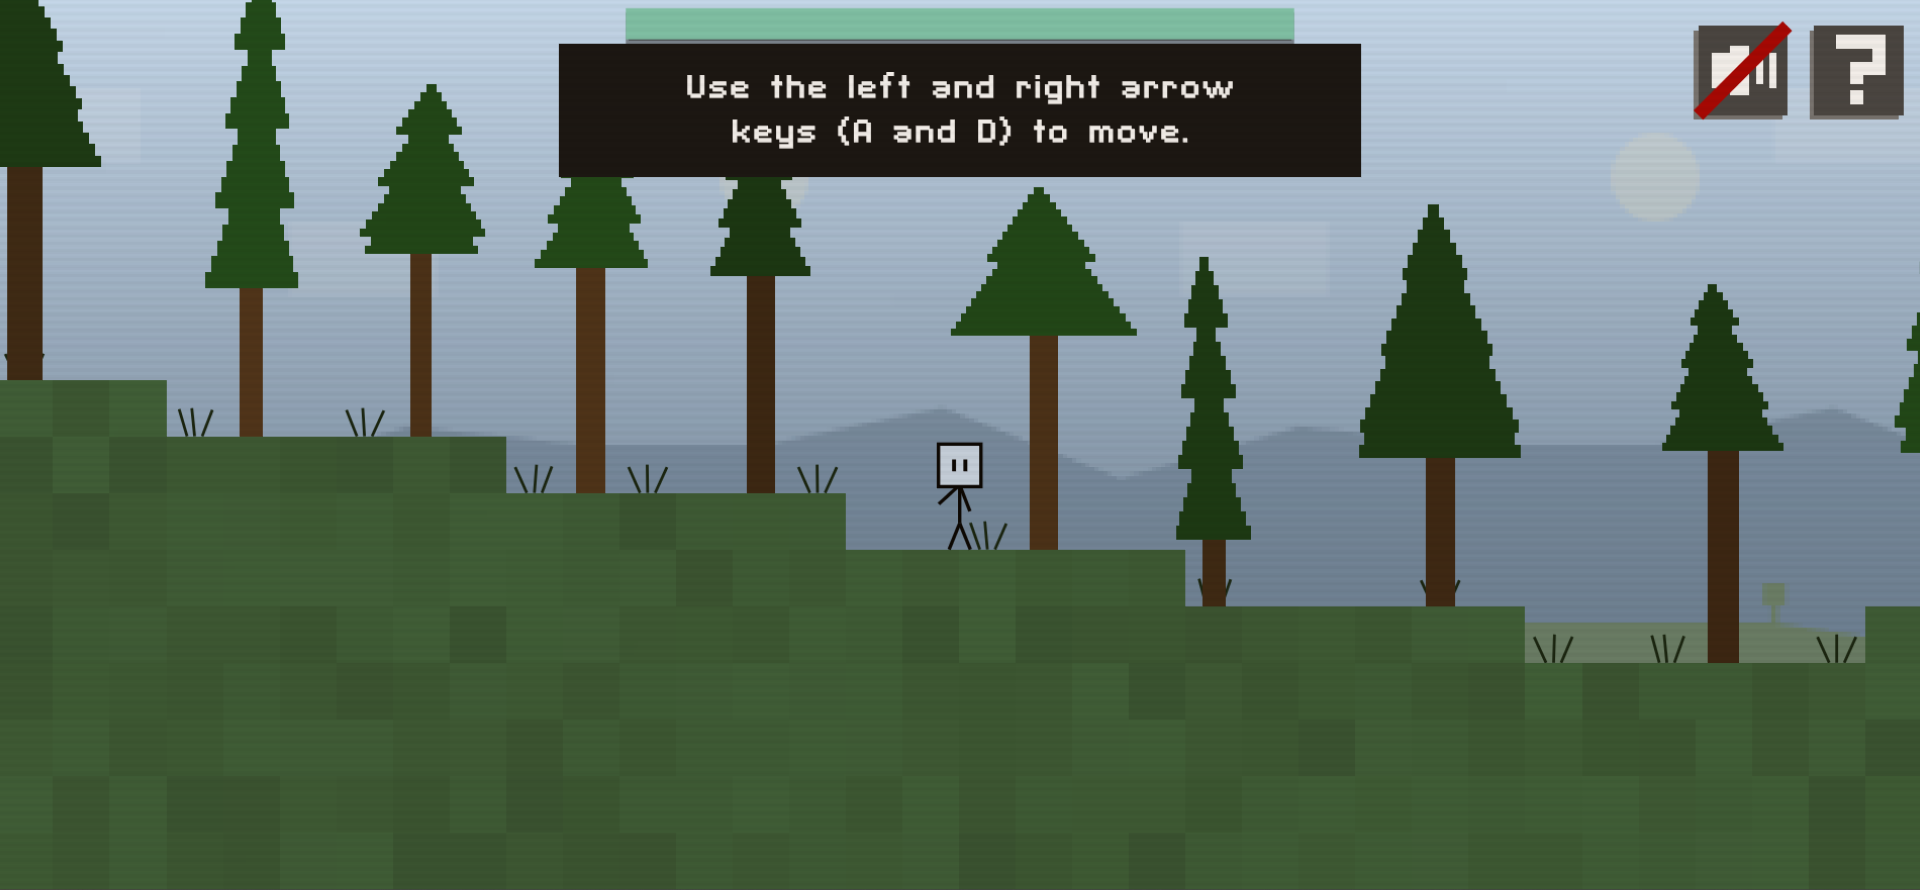 Use the left and right arrow
keys (A and D) to move.
?